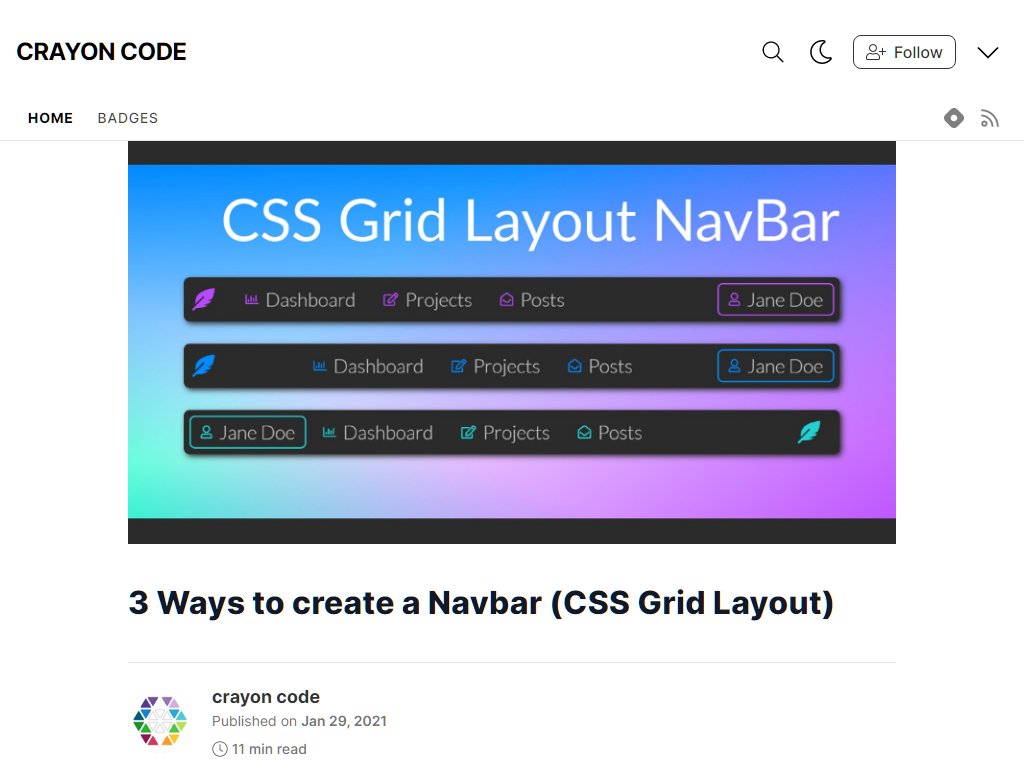 CRAYON CODE
Follow
HOME BADGES
CSS Grid Layout NavBar
Dashboard Projects Posts Jane Doe
Dashboard Projects Posts Jane Doe
Jane Doe Dashboard Projects Posts
3 Ways to create a Navbar (CSS Grid Layout)
crayon code
Published on Jan 29, 2021
11 min read